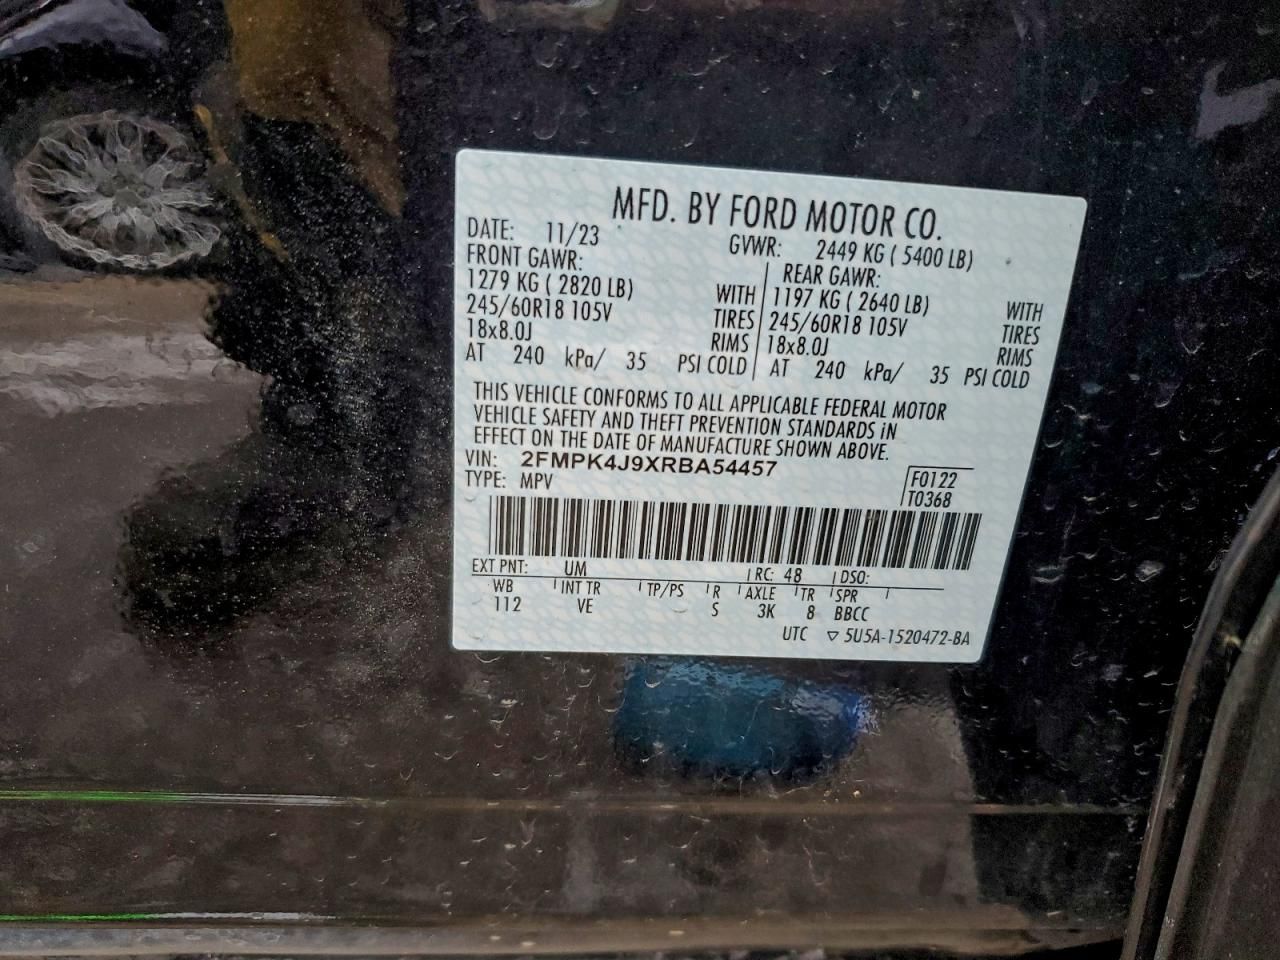 MFD. BY FORD MOTOR CO.
DATE: 11/23 GVWR: 2449 KG ( 5400 LB)
FRONT GAWR: REAR GAWR:
1279 KG ( 2820 LB) WITH 1197 KG ( 2640 LB) WITH
245/60R18 105V TIRES 245/60R18 105V TIRES
18x8.0J RIMS 18x8.0J RIMS
AT 240 kPa/ 35 PSI COLD AT 240 kPa/ 35 PSI COLD
THIS VEHICLE CONFORMS TO ALL APPLICABLE FEDERAL MOTOR
VEHICLE SAFETY AND THEFT PREVENTION STANDARDS iN
EFFECT ON THE DATE OF MANUFACTURE SHOWN ABOVE.
VIN: 2FMPK4J9XRBA54457
TYPE: MPV
F0122
T0368
EXT PNT: UM RC: 48 DSO:
WB INT TR TP/PS R AXLE TR SPR
112 VE S 3K 8 BBCC
UTC ▽ 5U5A-1520472-BA